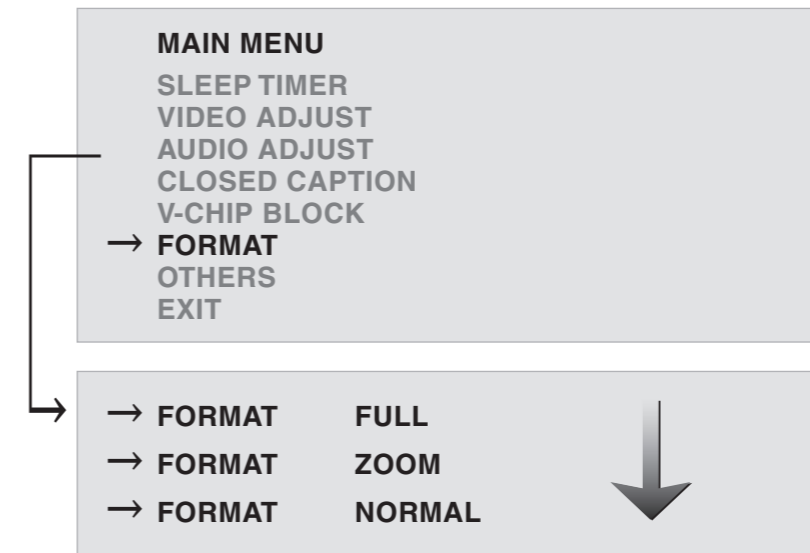 MAIN MENU
SLEEP TIMER
VIDEO ADJUST
AUDIO ADJUST
CLOSED CAPTION
V-CHIP BLOCK
→ FORMAT
OTHERS
EXIT
→ FORMAT FULL
→ FORMAT ZOOM
→ FORMAT NORMAL